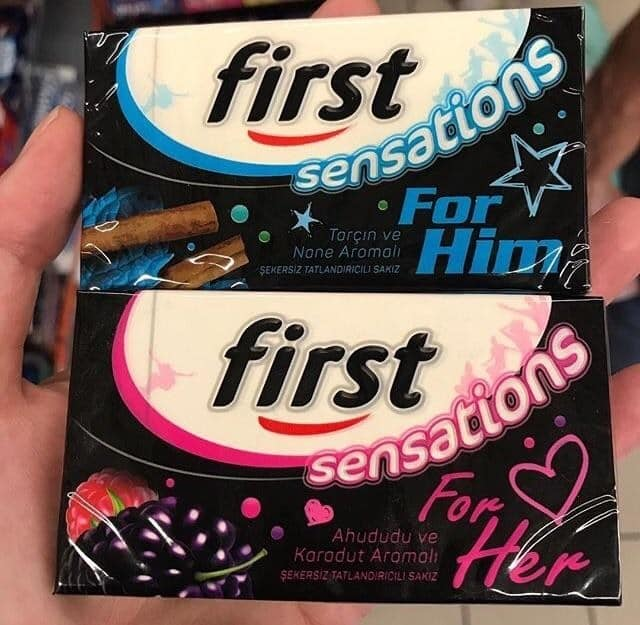 first
sensations
For
Him
Tarçın ve
Nane Aromalı
ŞEKERSİZ TATLANDIRICILI SAKIZ
first
sensations
For
Her
Ahududu ve
Karadut Aromalı
ŞEKERSİZ TATLANDIRICILI SAKIZ